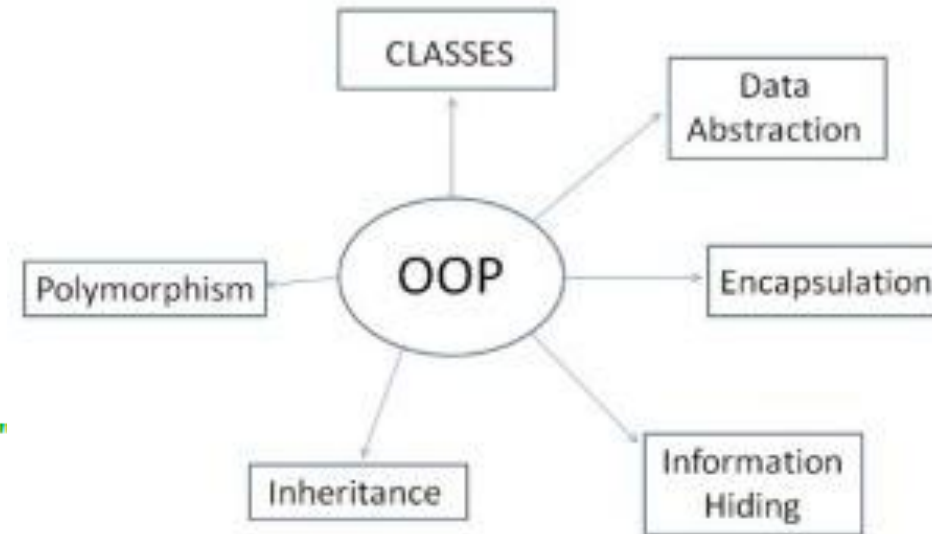 CLASSES
Data
Abstraction
OOP
Polymorphism
Encapsulation
Inheritance
Information
Hiding